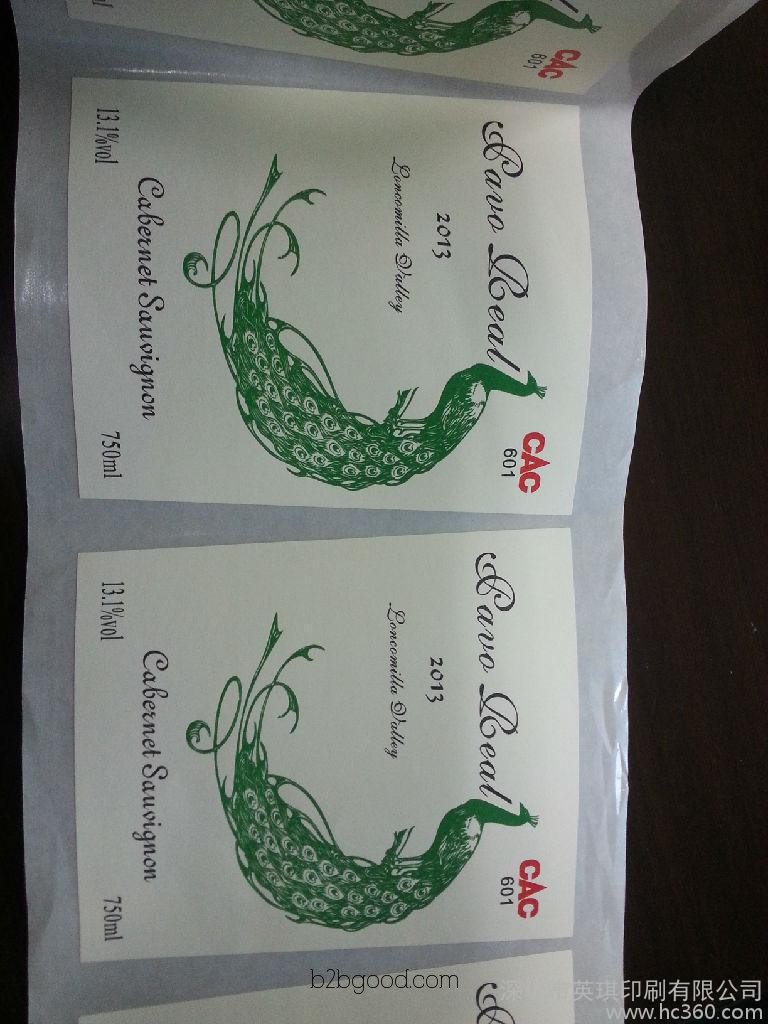 CAC
601
Pavo Real
2013
Loncomilla Valley
Cabernet Sauvignon
13.1%vol
750ml
CAC
601
Pavo Real
2013
Loncomilla Valley
Cabernet Sauvignon
13.1%vol
750ml
b2bgood.com
英琪印刷有限公司
www.hc360.com